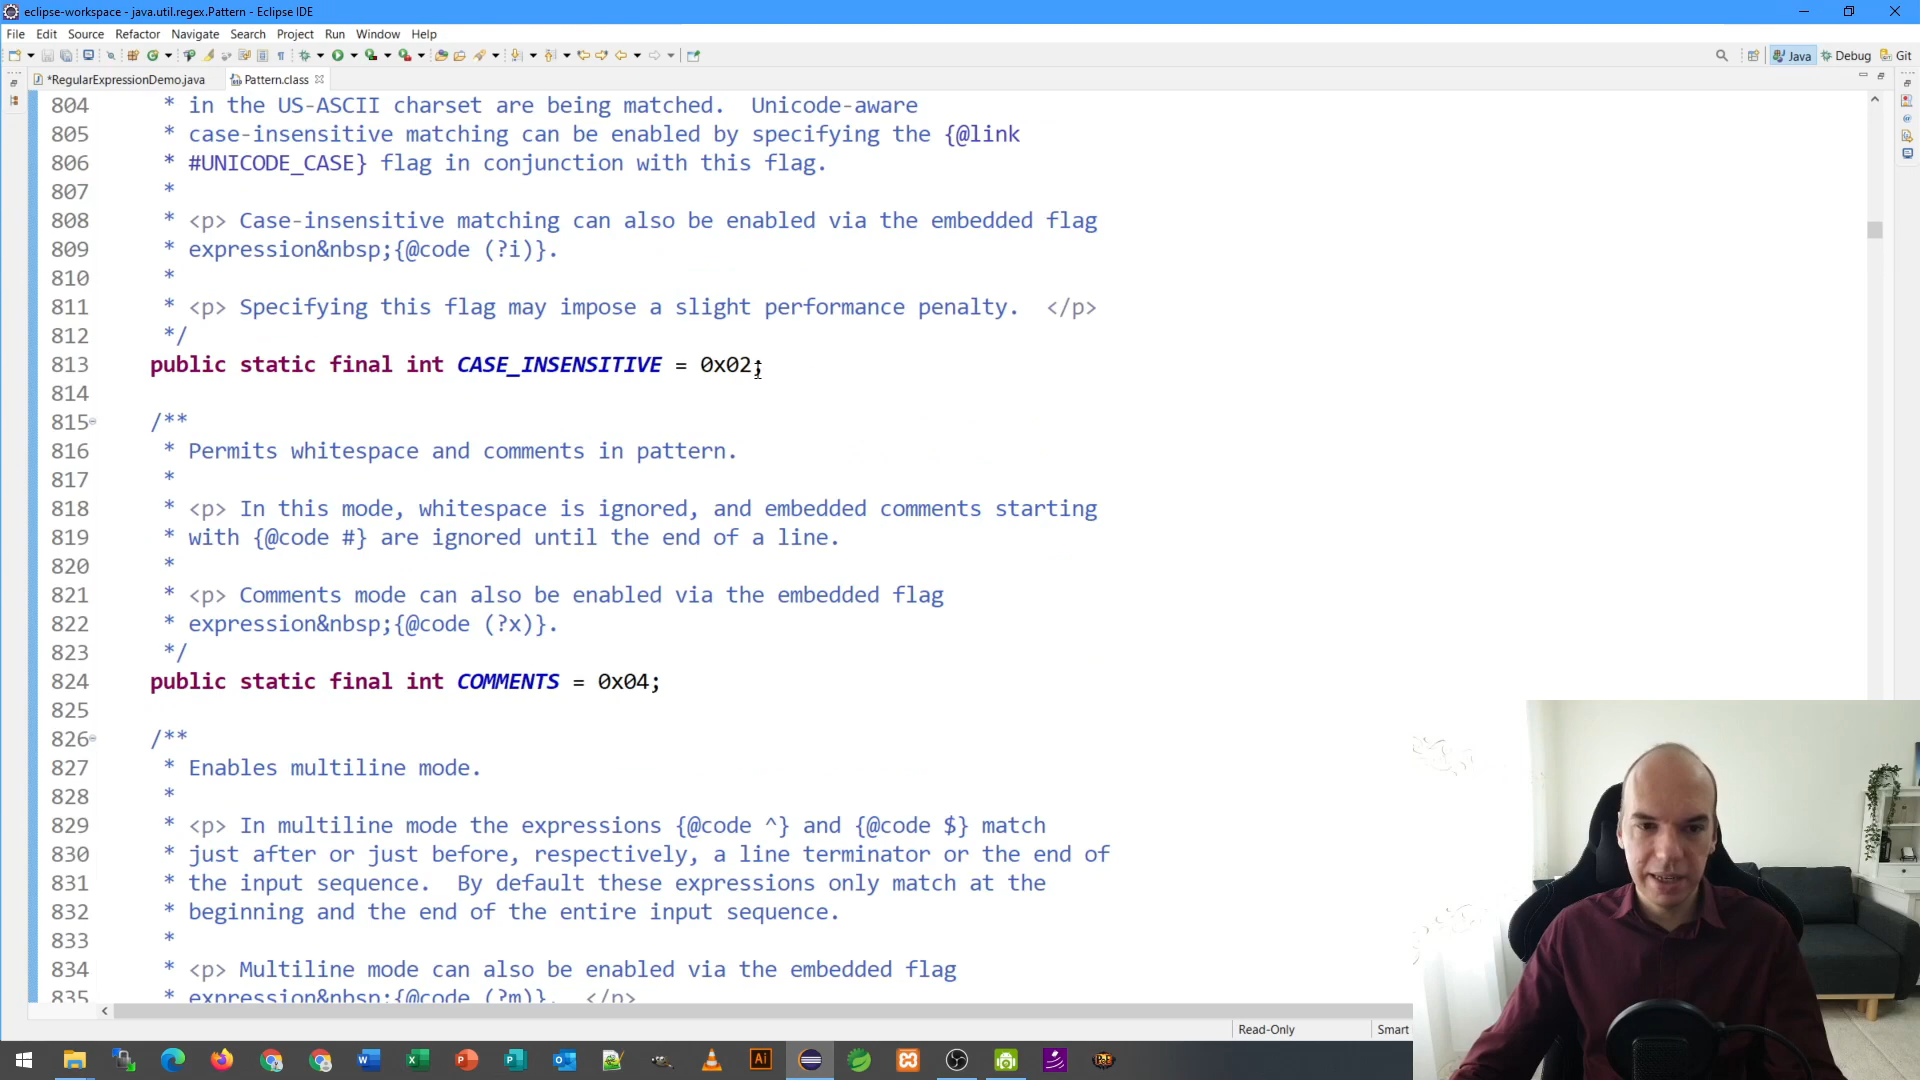 eclipse-workspace - java.util.regex.Pattern - Eclipse IDE
File Edit Source Refactor Navigate Search Project Run Window Help
Java Debug Git
*RegularExpressionDemo.java Pattern.class
804 * in the US-ASCII charset are being matched.  Unicode-aware
805 * case-insensitive matching can be enabled by specifying the {@link
806 * #UNICODE_CASE} flag in conjunction with this flag.
807 *
808 * <p> Case-insensitive matching can also be enabled via the embedded flag
809 * expression&nbsp;{@code (?i)}.
810 *
811 * <p> Specifying this flag may impose a slight performance penalty.  </p>
812 */
813 public static final int CASE_INSENSITIVE = 0x02;
814
815 /**
816 * Permits whitespace and comments in pattern.
817 *
818 * <p> In this mode, whitespace is ignored, and embedded comments starting
819 * with {@code #} are ignored until the end of a line.
820 *
821 * <p> Comments mode can also be enabled via the embedded flag
822 * expression&nbsp;{@code (?x)}.
823 */
824 public static final int COMMENTS = 0x04;
825
826 /**
827 * Enables multiline mode.
828 *
829 * <p> In multiline mode the expressions {@code ^} and {@code $} match
830 * just after or just before, respectively, a line terminator or the end of
831 * the input sequence.  By default these expressions only match at the
832 * beginning and the end of the entire input sequence.
833 *
834 * <p> Multiline mode can also be enabled via the embedded flag
835 * expression&nbsp;{@code (?m)}.  </p>
Read-Only Smart